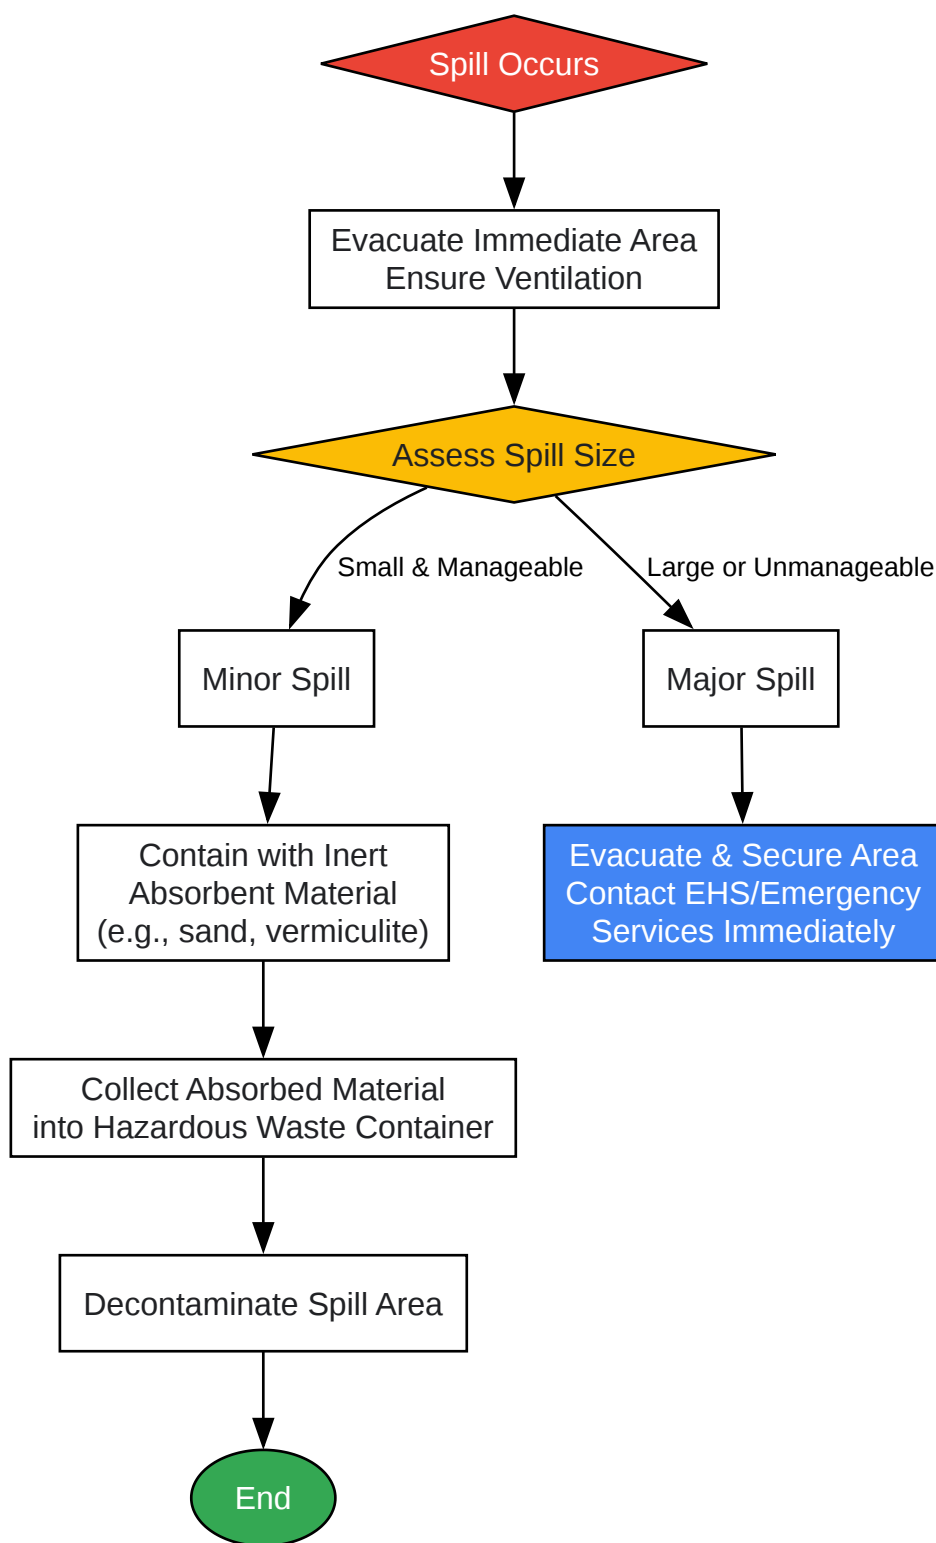 Spill Occurs
Evacuate Immediate Area
Ensure Ventilation
Assess Spill Size
Small & Manageable
Large or Unmanageable
Minor Spill
Major Spill
Contain with Inert
Absorbent Material
(e.g., sand, vermiculite)
Evacuate & Secure Area
Contact EHS/Emergency
Services Immediately
Collect Absorbed Material
into Hazardous Waste Container
Decontaminate Spill Area
End